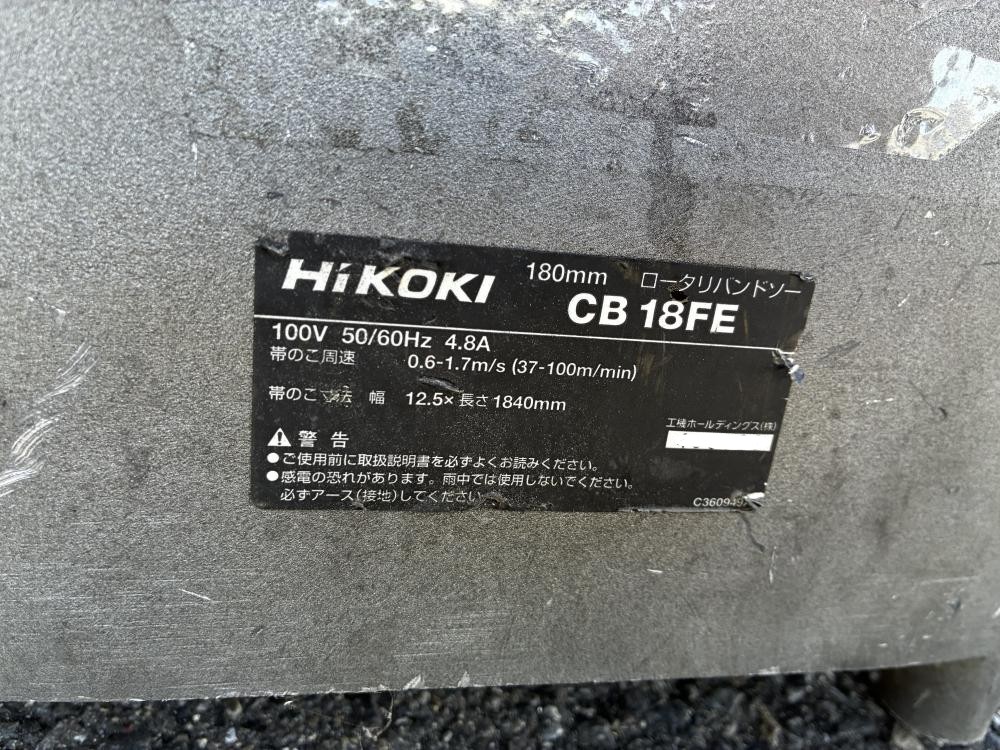 HiKOKI 180mm ロータリバンドソー
CB 18FE
100V 50/60Hz 4.8A
帯のこ周速 0.6-1.7m/s (37-100m/min)
帯のこ寸法 幅 12.5× 長さ 1840mm
工機ホールディングス(株)
警告
●ご使用前に取扱説明書を必ずよくお読みください。
●感電の恐れがあります。雨中では使用しないでください。
必ずアース(接地)してください。